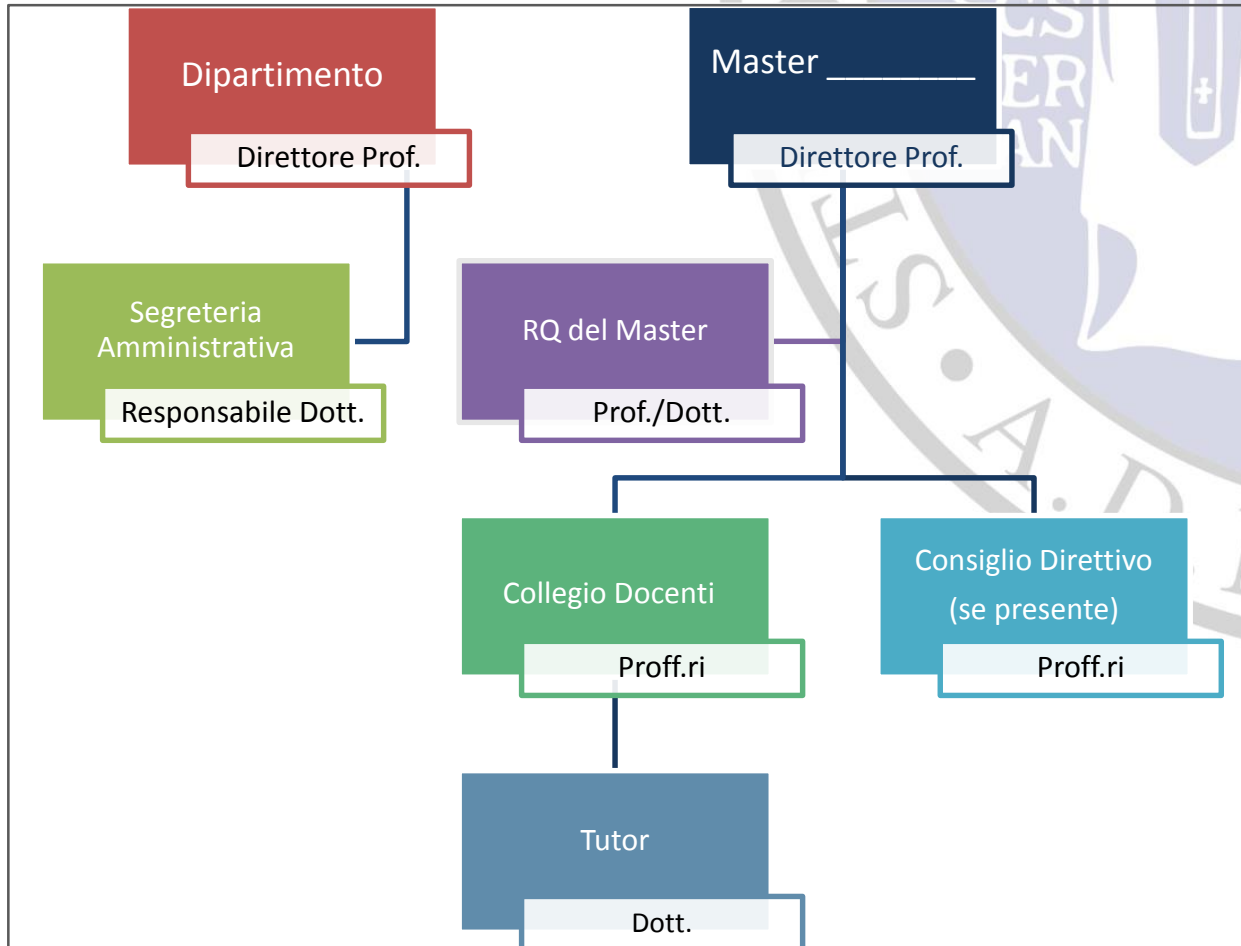 Dipartimento
Direttore Prof.
Master ________
Direttore Prof.
Segreteria
Amministrativa
Responsabile Dott.
RQ del Master
Prof./Dott.
Collegio Docenti
Proff.ri
Consiglio Direttivo
(se presente)
Proff.ri
Tutor
Dott.